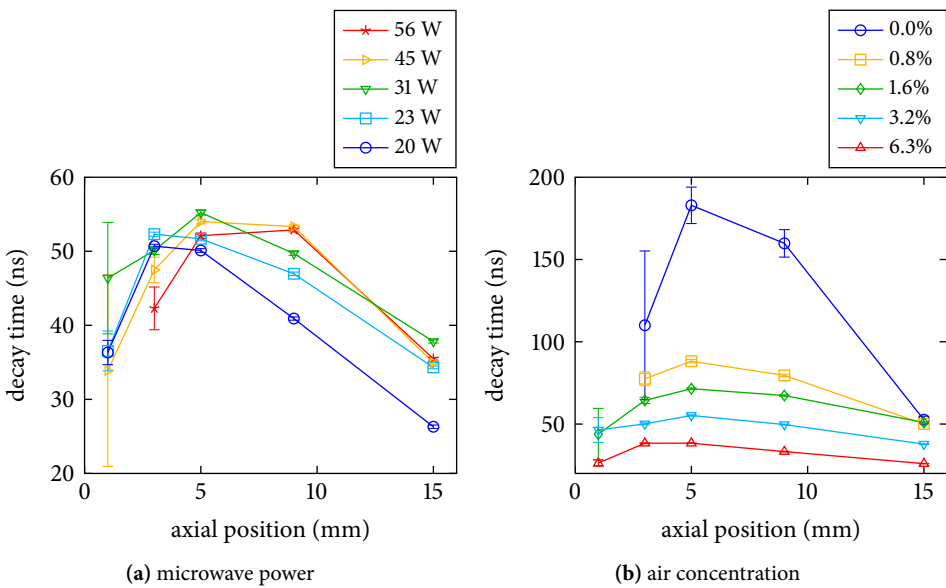 56 W
45 W
31 W
23 W
20 W
60
50
40
30
20
0
5
10
15
decay time (ns)
axial position (mm)
(a) microwave power
0.0%
0.8%
1.6%
3.2%
6.3%
200
150
100
50
0
5
10
15
decay time (ns)
axial position (mm)
(b) air concentration